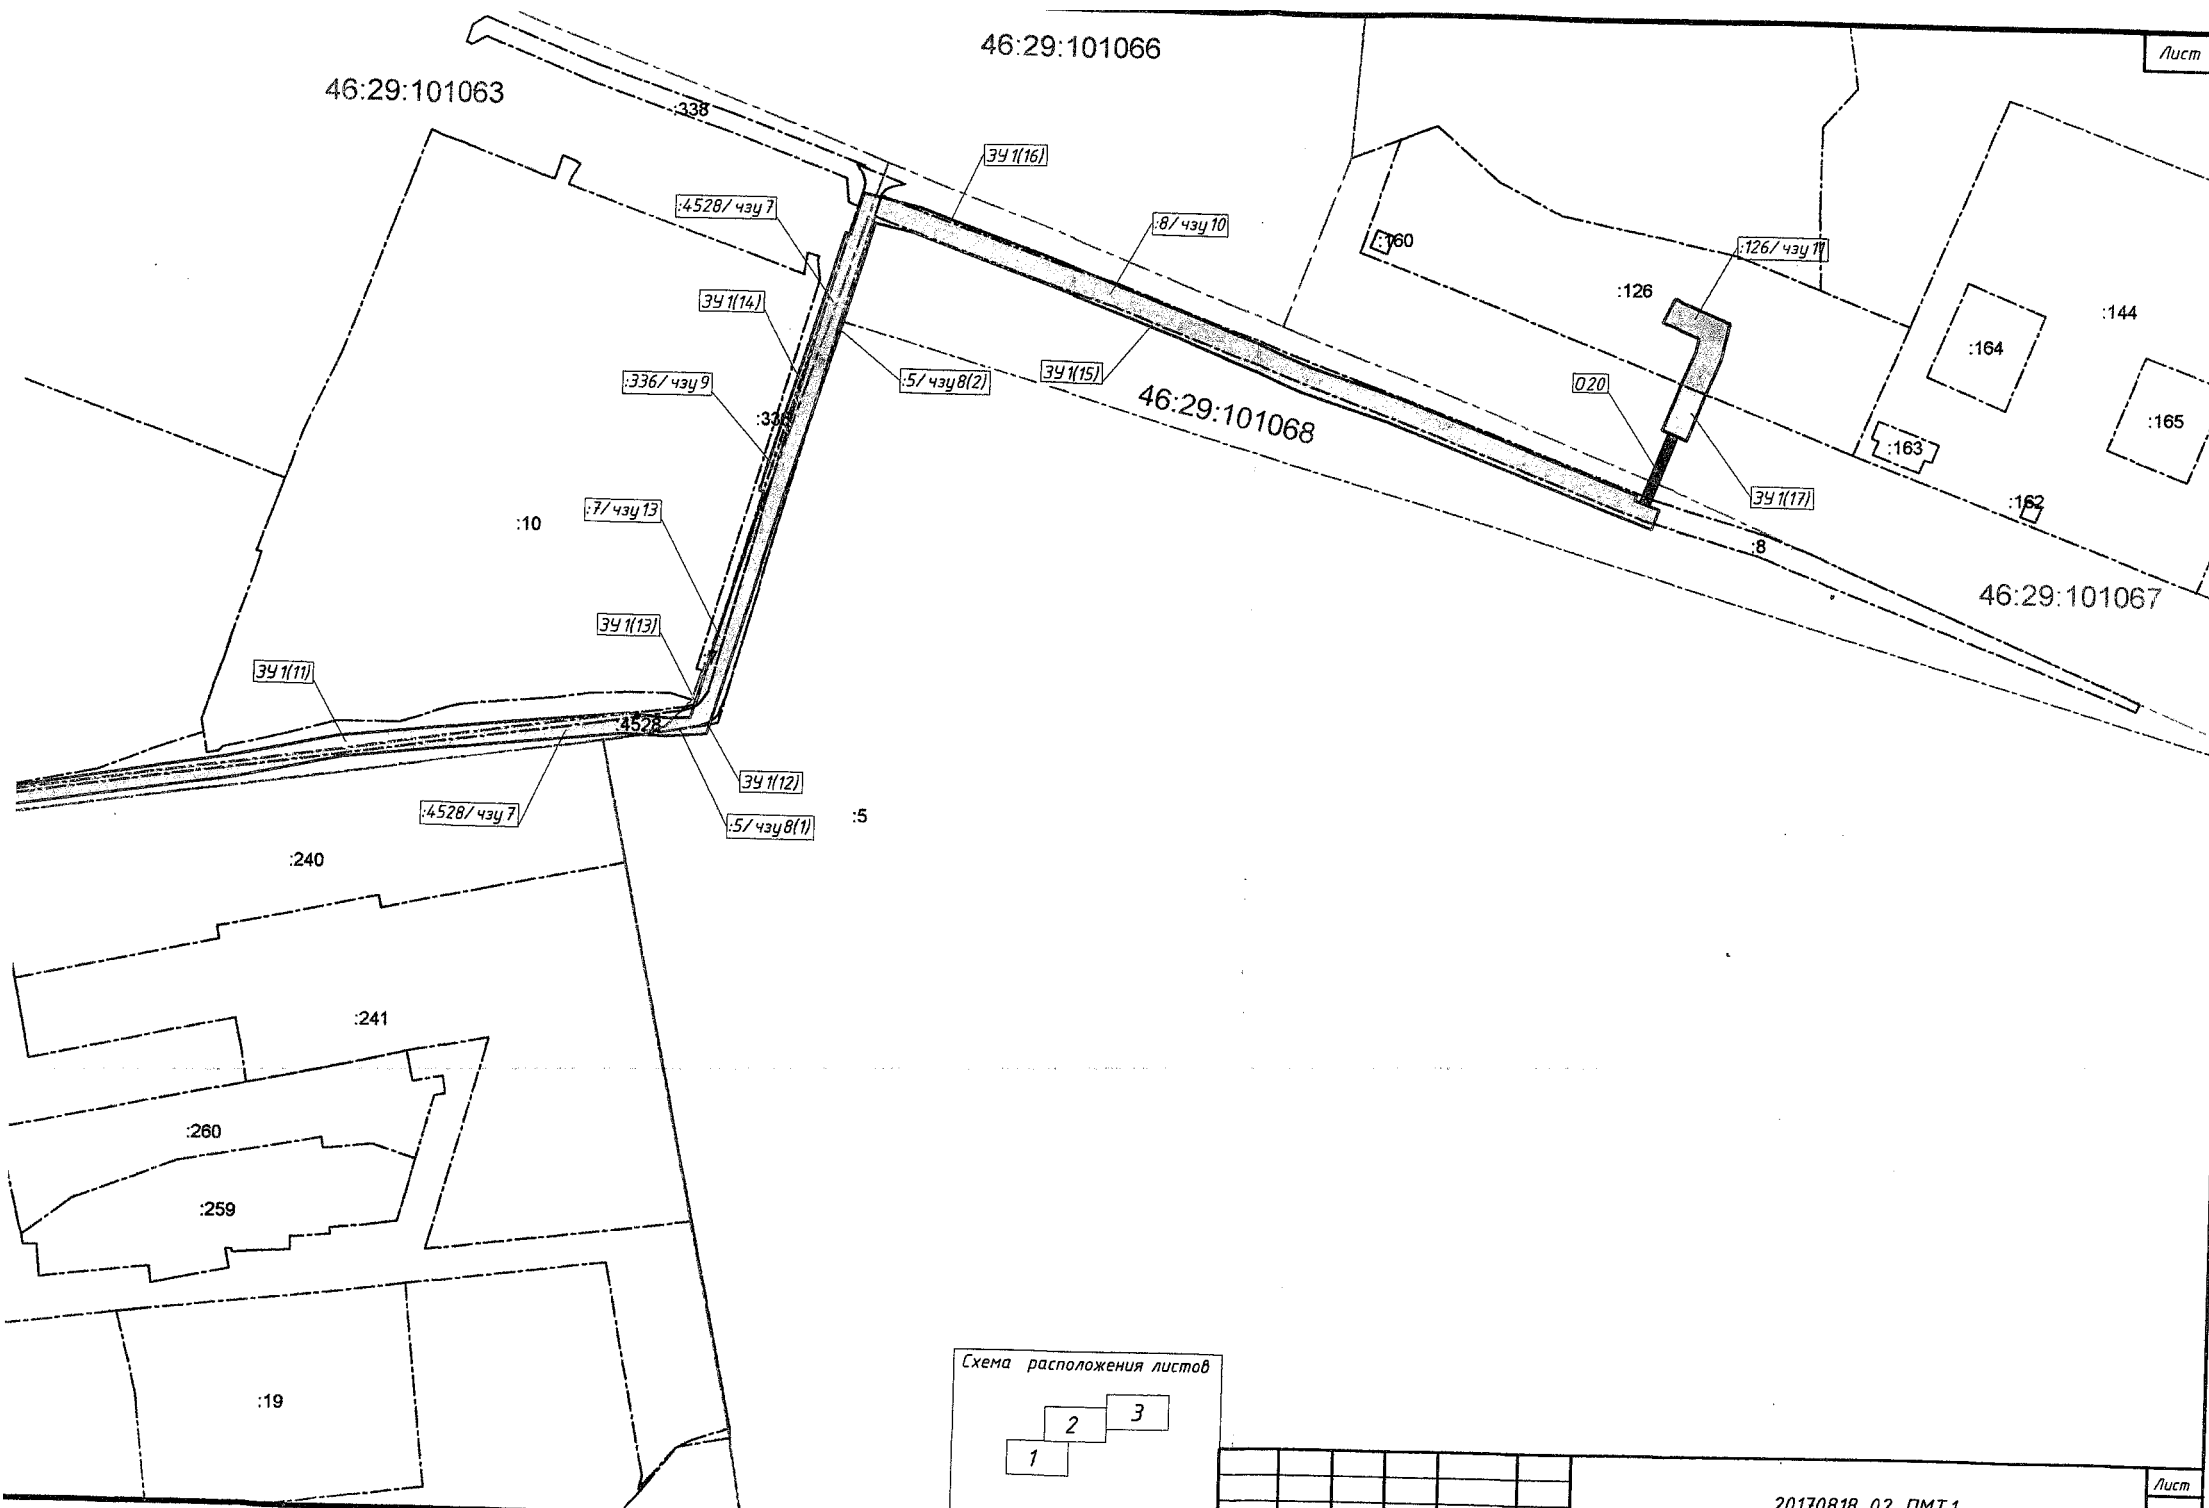 46:29:101066
Лист
46:29:101063
:338
ЗУ 1(16)
:4528/чзу 7
:8/чзу 10
:160
:126/чзу 11
ЗУ 1(14)
:126
:144
:164
:336/чзу 9
:5/чзу 8(2)
ЗУ 1(15)
О20
46:29:101068
:165
:163
ЗУ 1(17)
:162
:10
:7/чзу 13
:8
46:29:101067
ЗУ 1(13)
ЗУ 1(11)
:4528
ЗУ 1(12)
:4528/чзу 7
:5/чзу 8(1)
:5
:240
:241
:260
:259
:19
Схема расположения листов
3
2
1
Лист
20170818_02_ПМТ.1